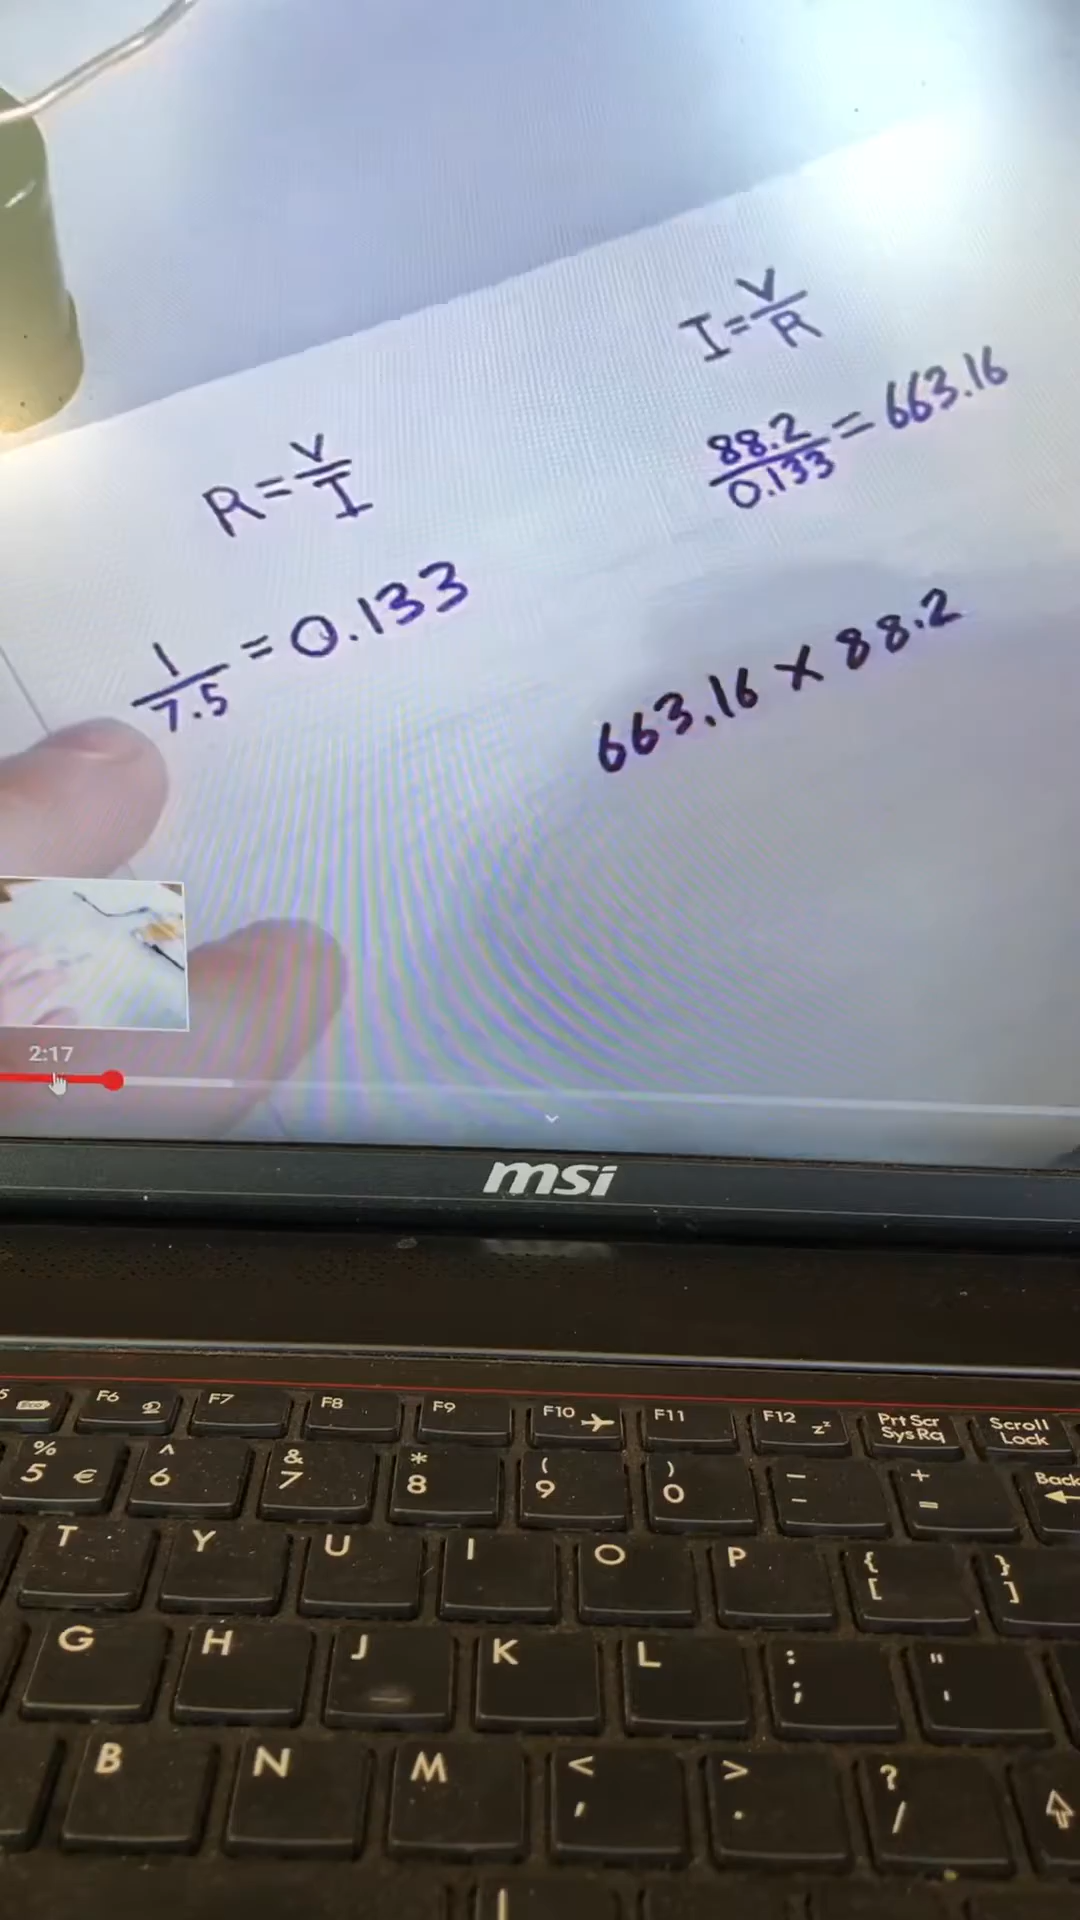 I = V/R
88.2/0.133 = 663.16
R = V/I
1/7.5 = 0.133
663.16 × 88.2
2:17
msi
F6 F7 F8 F9 F10 F11 F12 Prt Scr Sys Rq Scroll Lock
% 5 € ^ 6 & 7 * 8 ( 9 ) 0 _ - + = Back
T Y U I O P { [ } ]
G H J K L : ; " '
B N M < , > . ? /